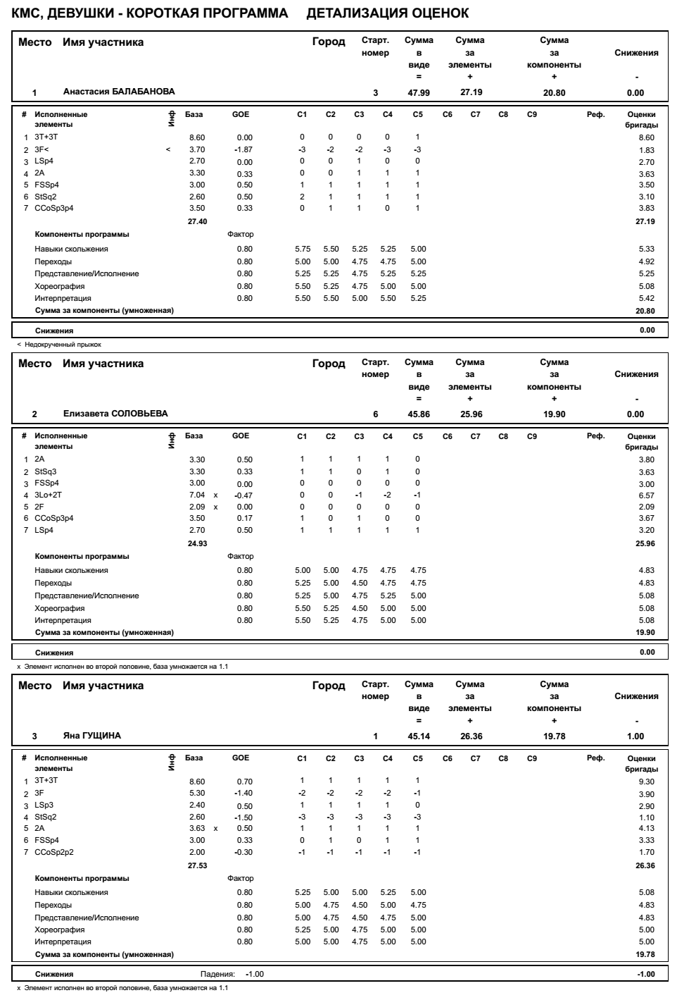 КМС, ДЕВУШКИ - КОРОТКАЯ ПРОГРАММА ДЕТАЛИЗАЦИЯ ОЦЕНОК
Место Имя участника Город Старт. Сумма Сумма Сумма
номер в за за Снижения
виде элементы компоненты
= + + -
1 Анастасия БАЛАБАНОВА 3 47.99 27.19 20.80 0.00
# Исполненные Инф База GOE C1 C2 C3 C4 C5 C6 C7 C8 C9 Реф. Оценки
элементы бригады
1 3T+3T 8.60 0.00 0 0 0 0 1 8.60
2 3F< < 3.70 -1.87 -3 -2 -2 -3 -3 1.83
3 LSp4 2.70 0.00 0 0 1 0 0 2.70
4 2A 3.30 0.33 0 0 1 1 1 3.63
5 FSSp4 3.00 0.50 1 1 1 1 1 3.50
6 StSq2 2.60 0.50 2 1 1 1 1 3.10
7 CCoSp3p4 3.50 0.33 0 1 1 0 1 3.83
27.40 27.19
Компоненты программы Фактор
Навыки скольжения 0.80 5.75 5.50 5.25 5.25 5.00 5.33
Переходы 0.80 5.00 5.00 4.75 4.75 5.00 4.92
Представление/Исполнение 0.80 5.25 5.25 4.75 5.25 5.25 5.25
Хореография 0.80 5.50 5.25 4.75 5.00 5.00 5.08
Интерпретация 0.80 5.50 5.50 5.00 5.50 5.25 5.42
Сумма за компоненты (умноженная) 20.80
Снижения 0.00
< Недокрученный прыжок
Место Имя участника Город Старт. Сумма Сумма Сумма
номер в за за Снижения
виде элементы компоненты
= + + -
2 Елизавета СОЛОВЬЕВА 6 45.86 25.96 19.90 0.00
# Исполненные Инф База GOE C1 C2 C3 C4 C5 C6 C7 C8 C9 Реф. Оценки
элементы бригады
1 2A 3.30 0.50 1 1 1 1 0 3.80
2 StSq3 3.30 0.33 1 1 0 1 0 3.63
3 FSSp4 3.00 0.00 0 0 0 0 0 3.00
4 3Lo+2T 7.04 x -0.47 0 0 -1 -2 -1 6.57
5 2F 2.09 x 0.00 0 0 0 0 0 2.09
6 CCoSp3p4 3.50 0.17 1 0 1 0 0 3.67
7 LSp4 2.70 0.50 1 1 1 1 1 3.20
24.93 25.96
Компоненты программы Фактор
Навыки скольжения 0.80 5.00 5.00 4.75 4.75 4.75 4.83
Переходы 0.80 5.25 5.00 4.50 4.75 4.75 4.83
Представление/Исполнение 0.80 5.25 5.00 4.75 5.25 5.00 5.08
Хореография 0.80 5.50 5.25 4.50 5.00 5.00 5.08
Интерпретация 0.80 5.50 5.25 4.75 5.00 5.00 5.08
Сумма за компоненты (умноженная) 19.90
Снижения 0.00
x Элемент исполнен во второй половине, база умножается на 1.1
Место Имя участника Город Старт. Сумма Сумма Сумма
номер в за за Снижения
виде элементы компоненты
= + + -
3 Яна ГУЩИНА 1 45.14 26.36 19.78 1.00
# Исполненные Инф База GOE C1 C2 C3 C4 C5 C6 C7 C8 C9 Реф. Оценки
элементы бригады
1 3T+3T 8.60 0.70 1 1 1 1 1 9.30
2 3F 5.30 -1.40 -2 -2 -2 -2 -1 3.90
3 LSp3 2.40 0.50 1 1 1 1 0 2.90
4 StSq2 2.60 -1.50 -3 -3 -3 -3 -3 1.10
5 2A 3.63 x 0.50 1 1 1 1 1 4.13
6 FSSp4 3.00 0.33 0 1 0 1 1 3.33
7 CCoSp2p2 2.00 -0.30 -1 -1 -1 -1 -1 1.70
27.53 26.36
Компоненты программы Фактор
Навыки скольжения 0.80 5.25 5.00 5.00 5.25 5.00 5.08
Переходы 0.80 5.00 4.75 4.50 5.00 4.75 4.83
Представление/Исполнение 0.80 5.00 4.75 4.50 4.75 5.00 4.83
Хореография 0.80 5.25 5.00 4.75 5.00 5.00 5.00
Интерпретация 0.80 5.00 5.00 4.75 5.00 5.00 5.00
Сумма за компоненты (умноженная) 19.78
Снижения Падения: -1.00 -1.00
x Элемент исполнен во второй половине, база умножается на 1.1